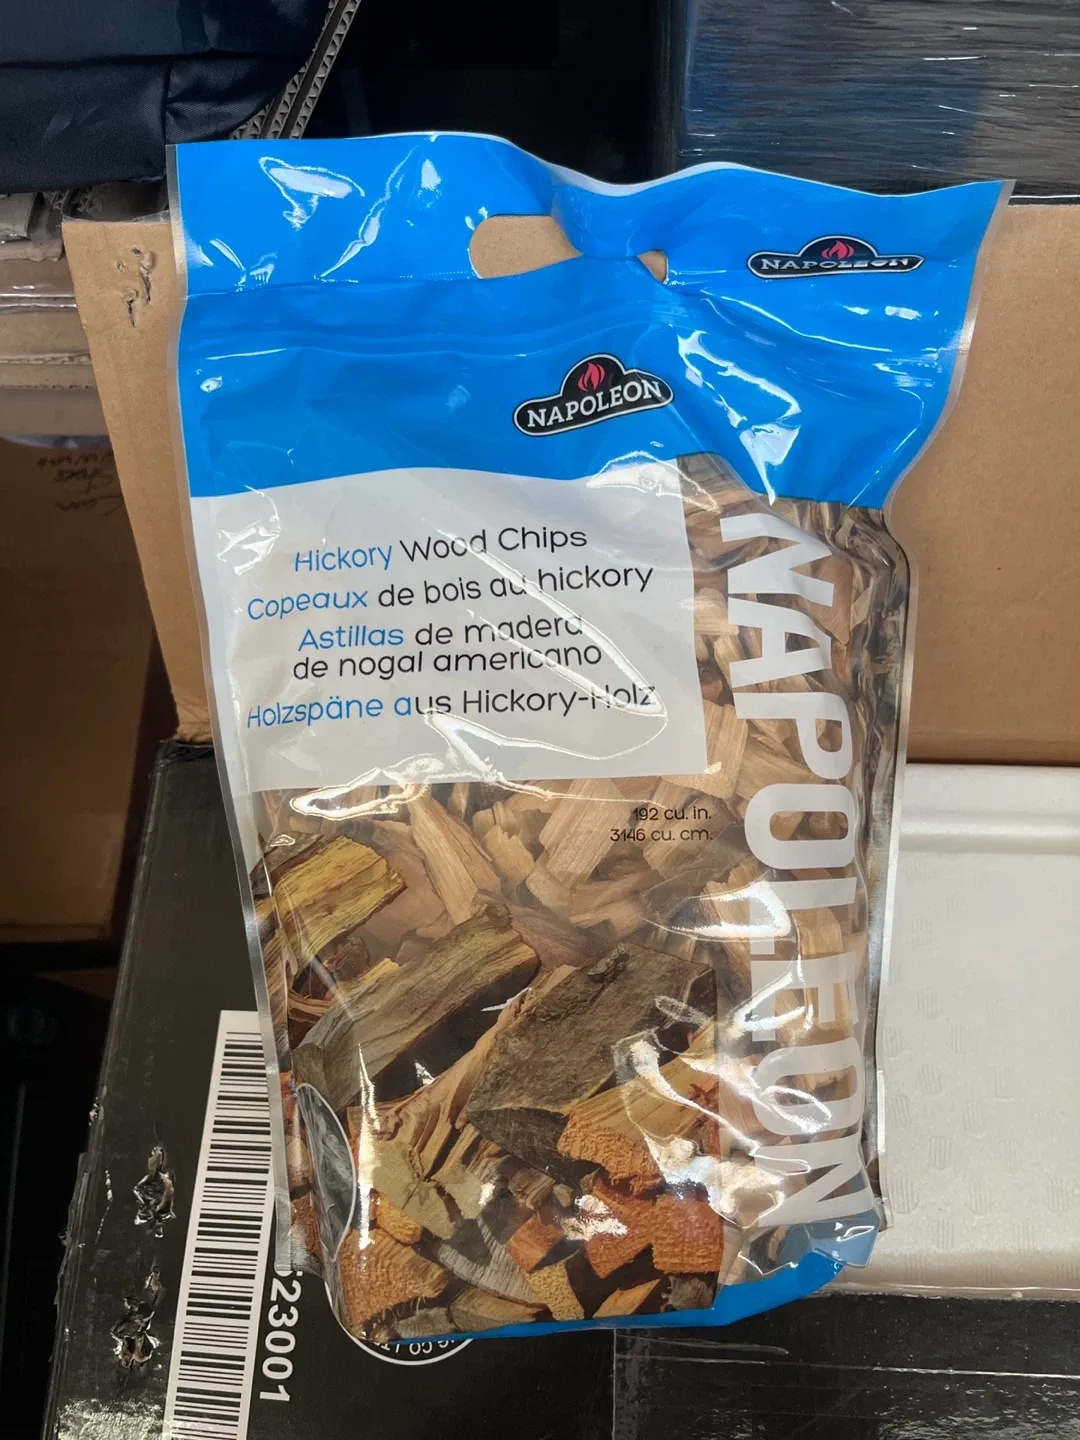 NAPOLEON
NAPOLEON
Hickory Wood Chips
Copeaux de bois au hickory
Astillas de madera
de nogal americano
Holzspäne aus Hickory-Holz
192 cu. in.
3146 cu. cm.
NAPOLEON
23001